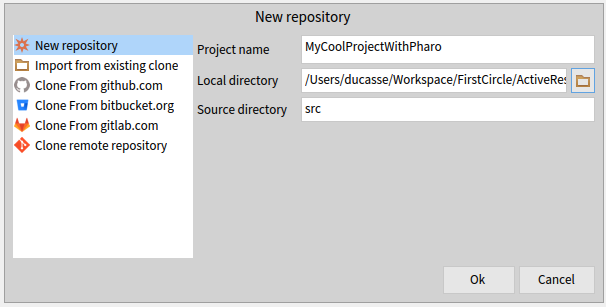 New repository
New repository
Import from existing clone
Clone From github.com
Clone From bitbucket.org
Clone From gitlab.com
Clone remote repository
Project name
MyCoolProjectWithPharo
Local directory
/Users/ducasse/Workspace/FirstCircle/ActiveRes
Source directory
src
Ok
Cancel